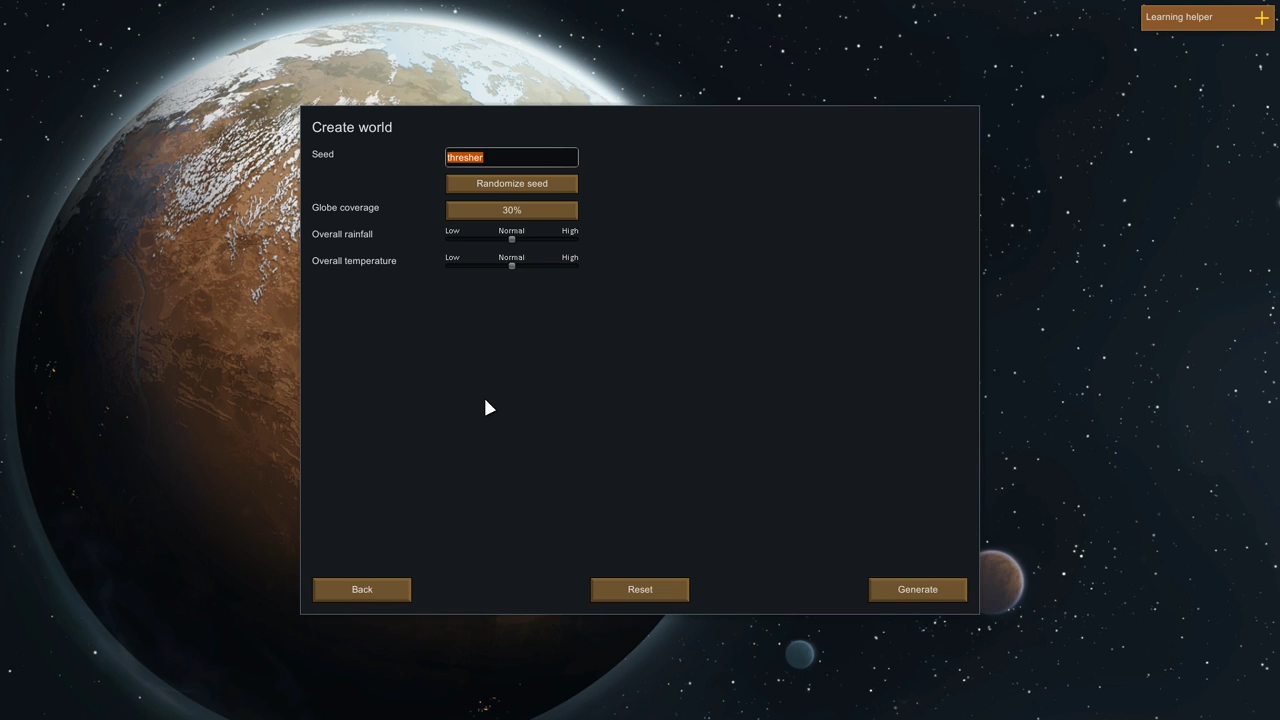 Learning helper
Create world
Seed
thresher
Randomize seed
Globe coverage
30%
Overall rainfall
Low Normal High
Overall temperature
Low Normal High
Back
Reset
Generate